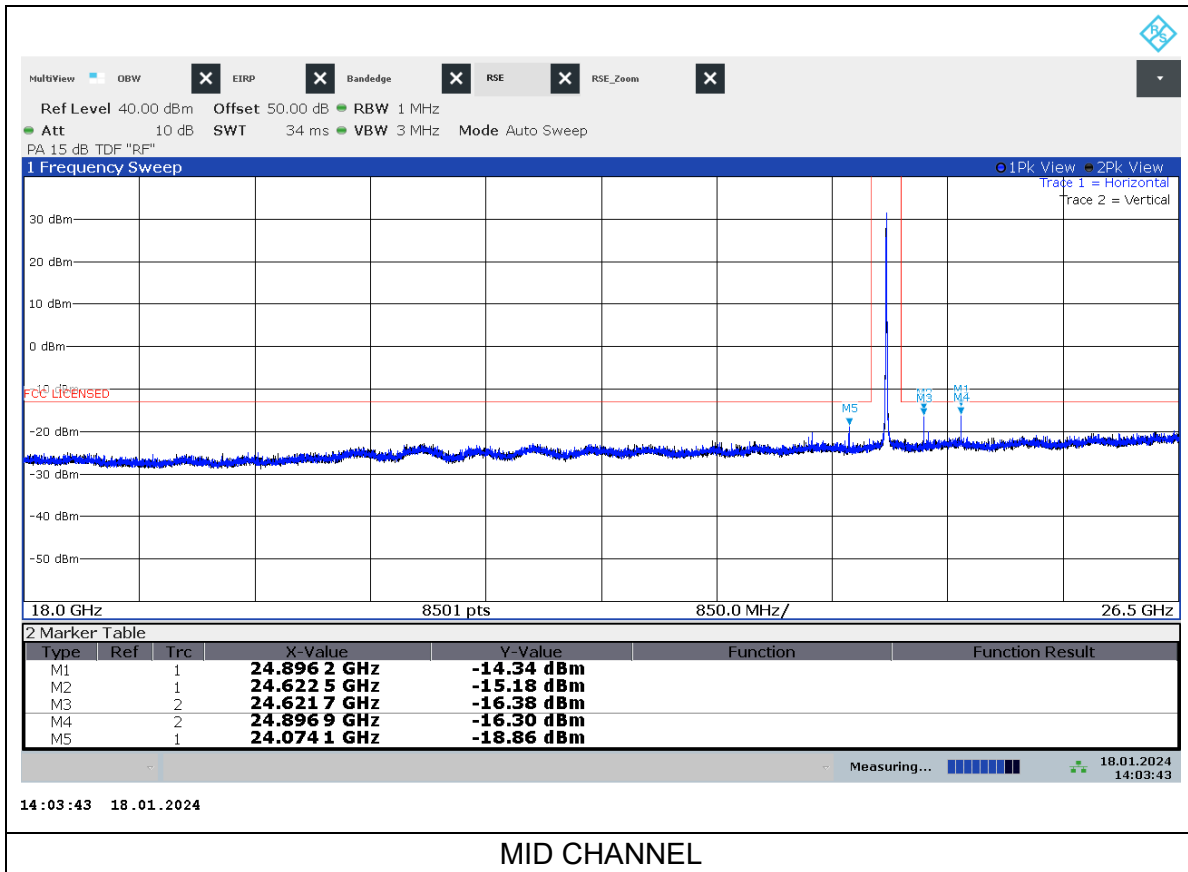 R&S
MultiView OBW EIRP Bandedge RSE RSE_Zoom
Ref Level 40.00 dBm Offset 50.00 dB RBW 1 MHz
Att 10 dB SWT 34 ms VBW 3 MHz Mode Auto Sweep
PA 15 dB TDF "RF"
1 Frequency Sweep 1Pk View 2Pk View
Trace 1 = Horizontal
Trace 2 = Vertical
30 dBm
20 dBm
10 dBm
0 dBm
-10 dBm
FCC LICENSED
M1
M3 M4
M5
-20 dBm
-30 dBm
-40 dBm
-50 dBm
18.0 GHz 8501 pts 850.0 MHz/ 26.5 GHz
2 Marker Table
Type Ref Trc X-Value Y-Value Function Function Result
M1 1 24.896 2 GHz -14.34 dBm
M2 1 24.622 5 GHz -15.18 dBm
M3 2 24.621 7 GHz -16.38 dBm
M4 2 24.896 9 GHz -16.30 dBm
M5 1 24.074 1 GHz -18.86 dBm
Measuring... 18.01.2024
14:03:43
14:03:43 18.01.2024
MID CHANNEL